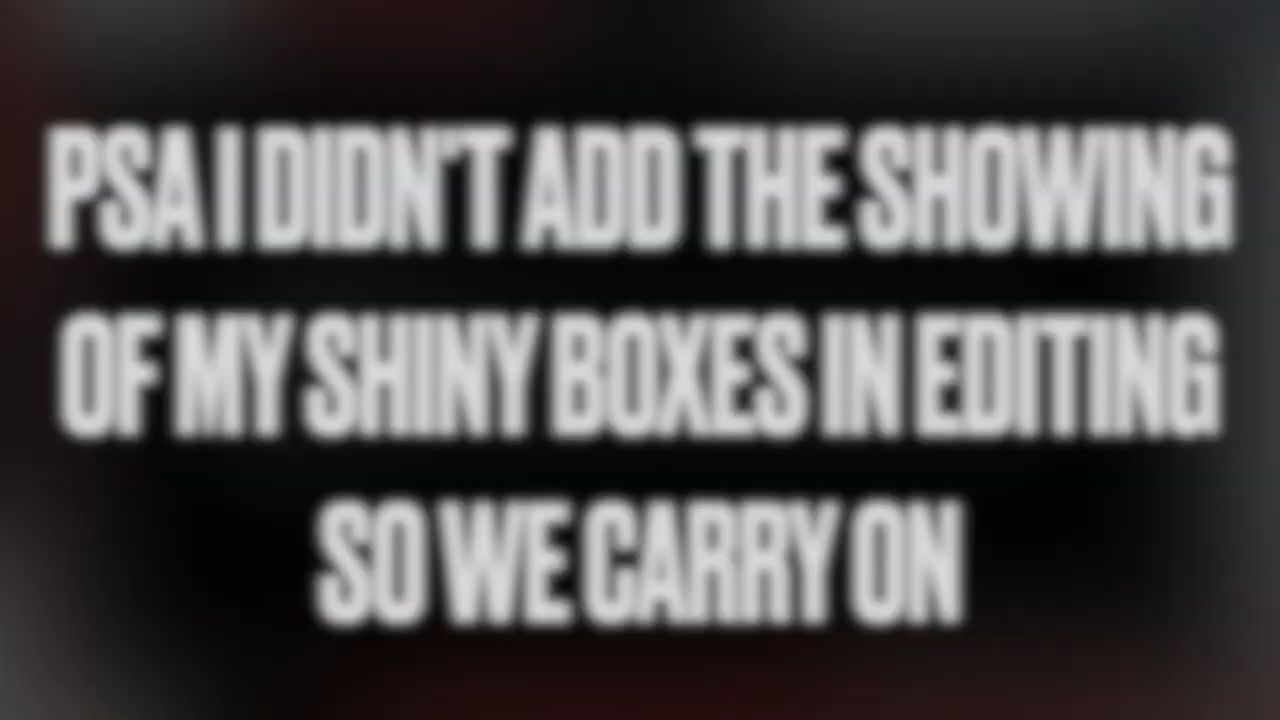 PSA I DIDN'T ADD THE SHOWING
OF MY SHINY BOXES IN EDITING
SO WE CARRY ON